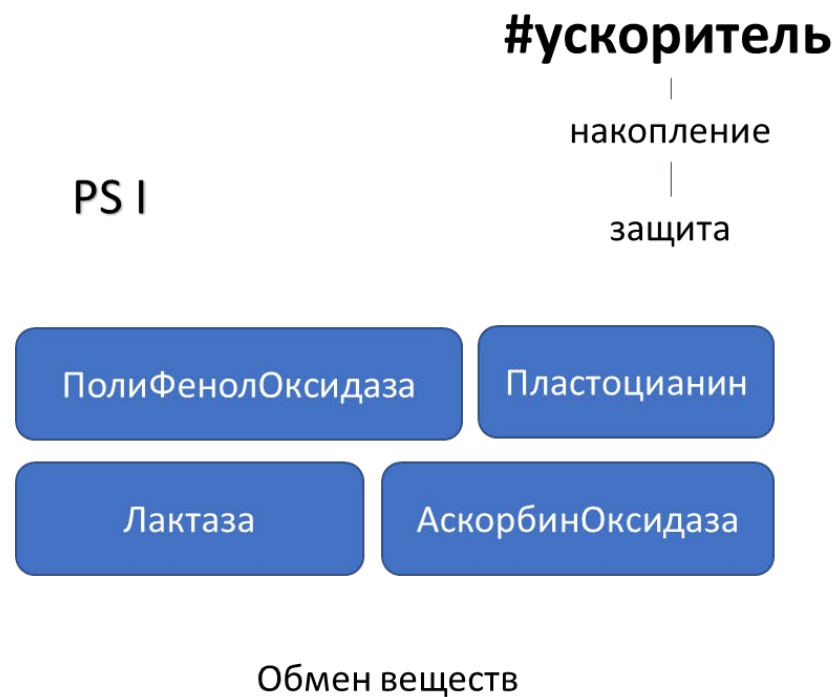 #ускоритель
накопление
PS I
защита
ПолиФенолОксидаза
Пластоцианин
Лактаза
АскорбинОксидаза
Обмен веществ